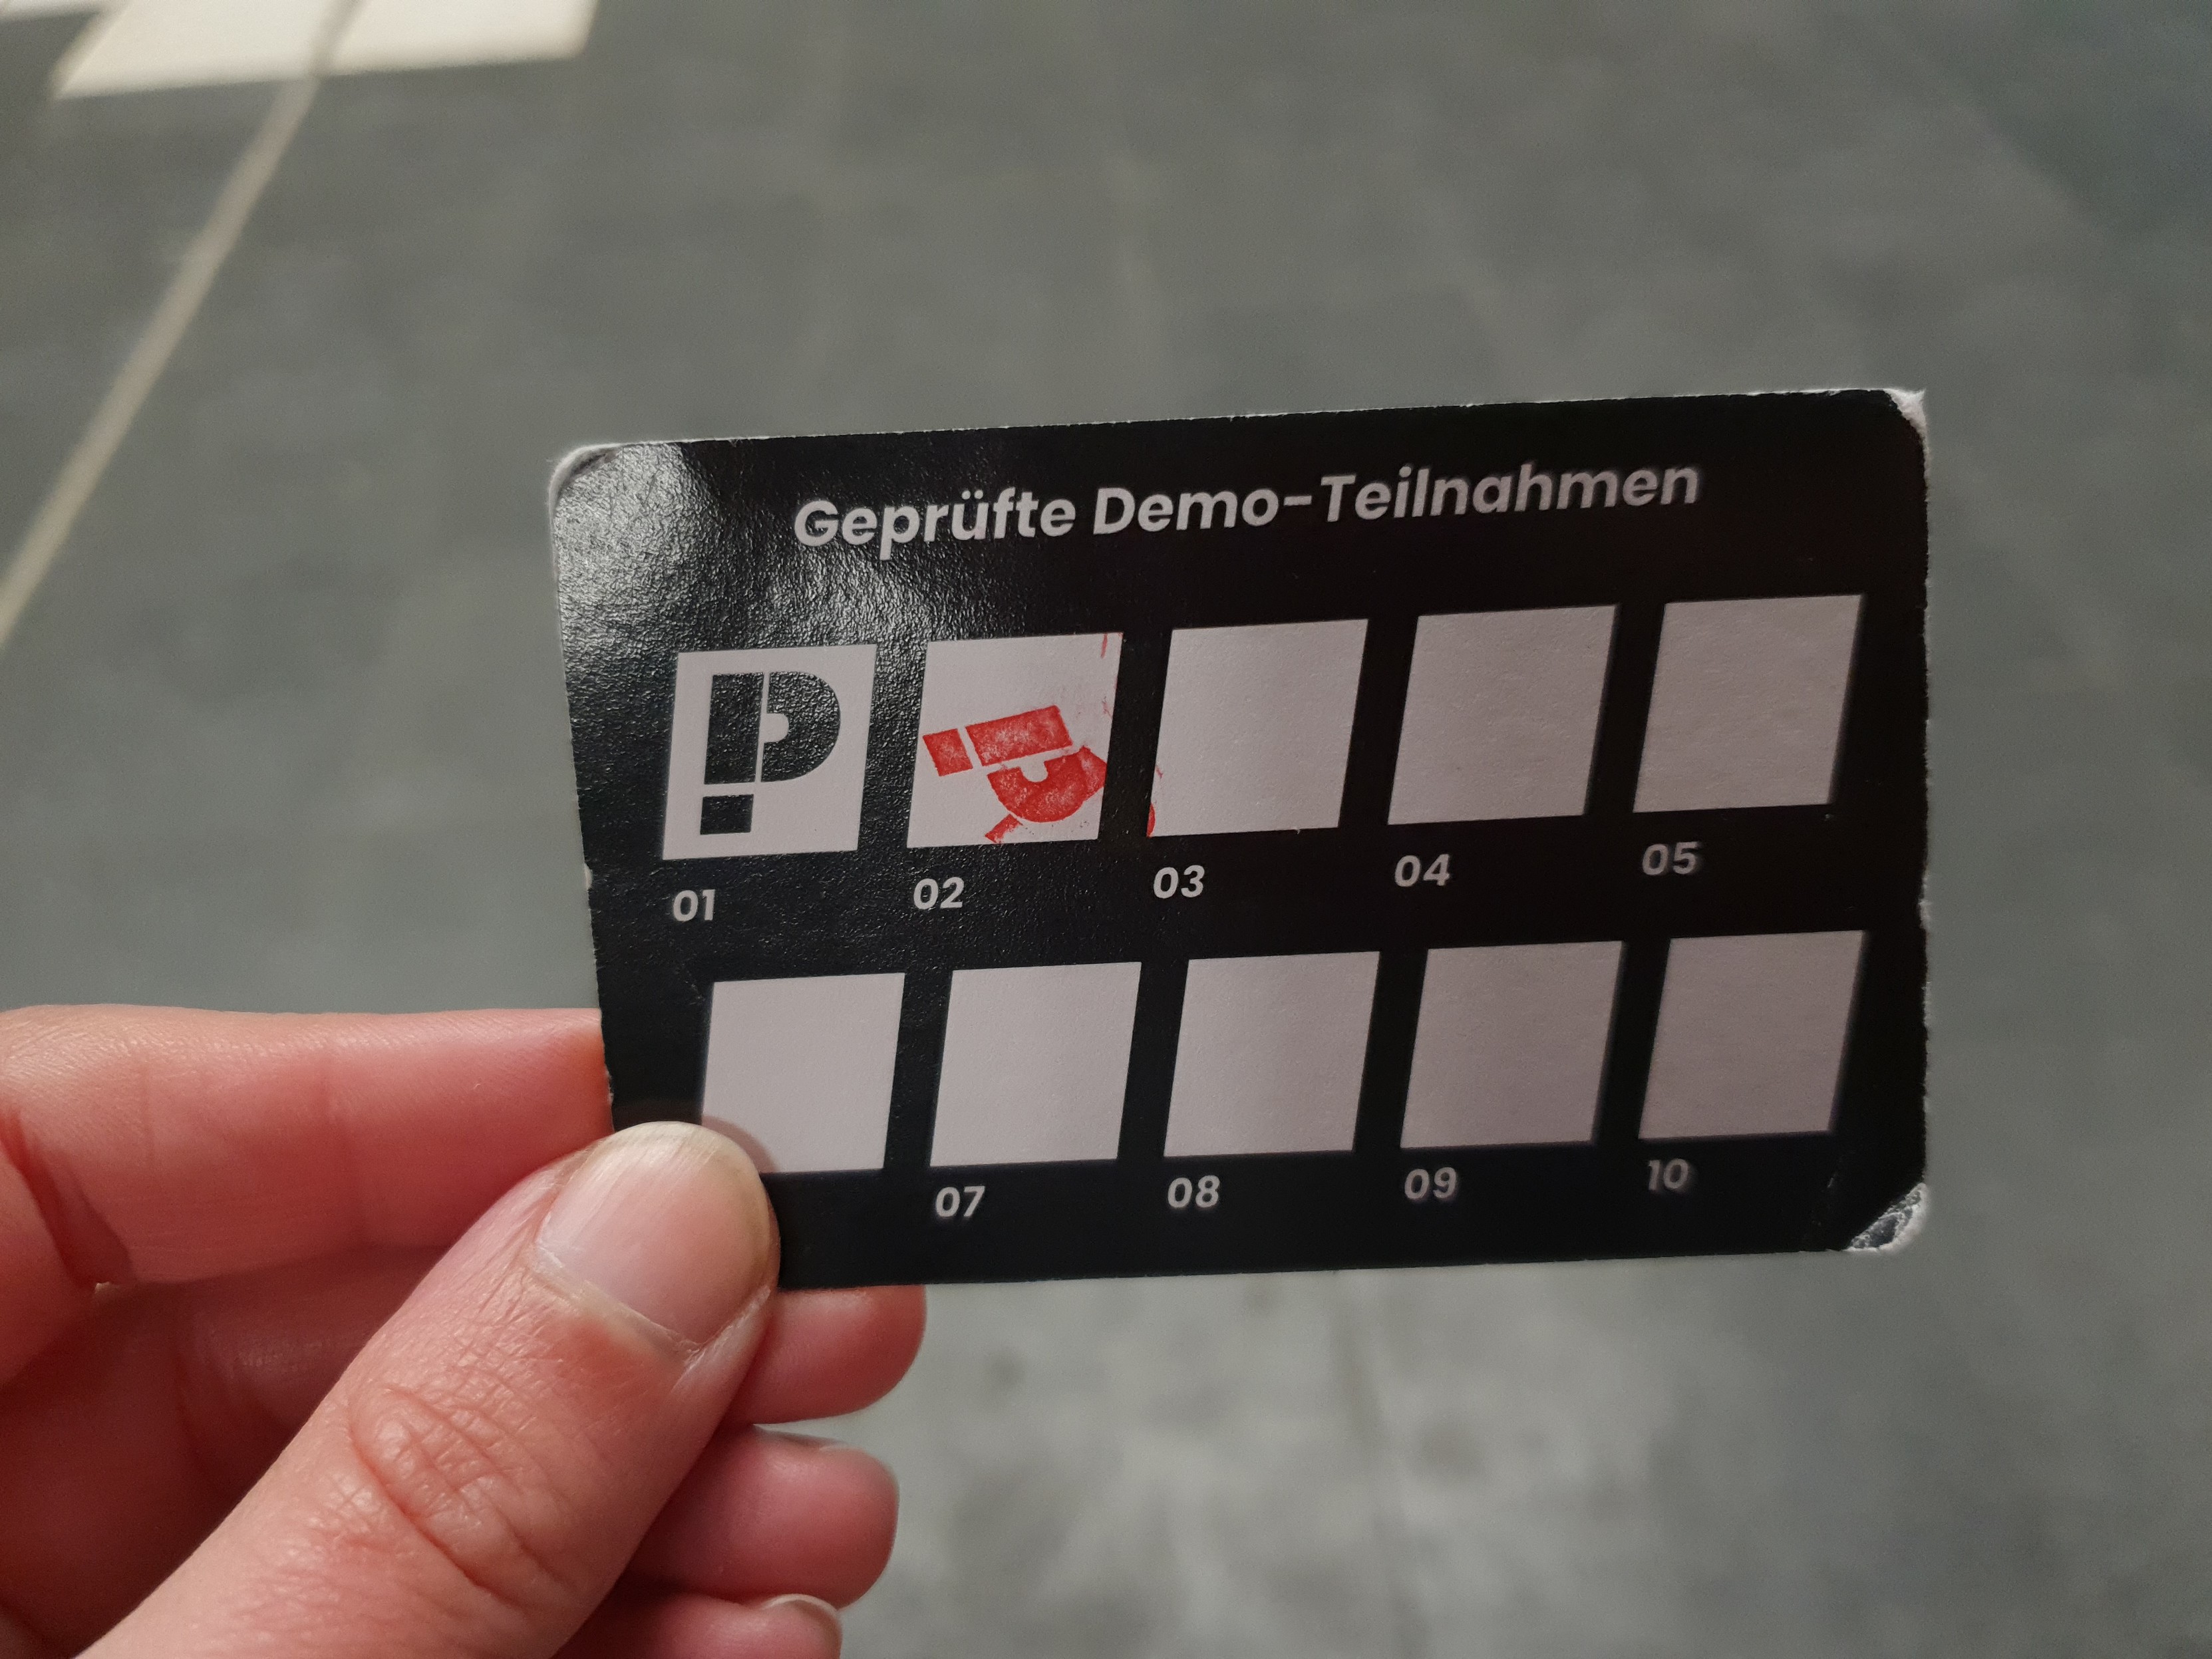 Geprüfte Demo-Teilnahmen
01 02 03 04 05
07 08 09 10